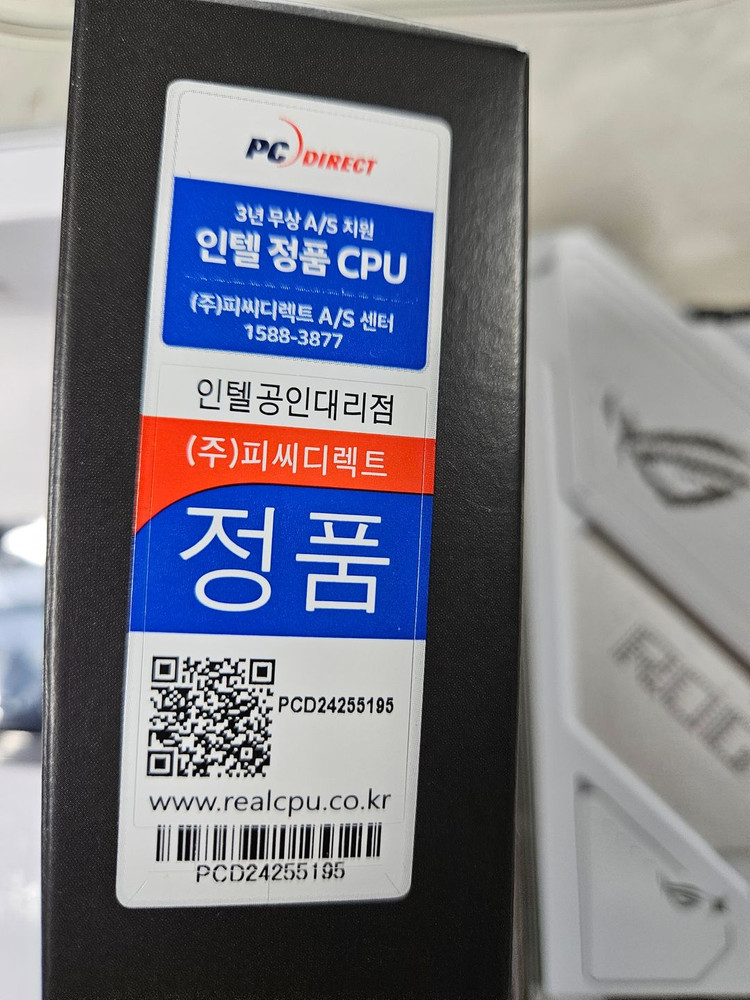 PC DIRECT
3년 무상 A/S 지원
인텔 정품 CPU
(주)피씨디렉트 A/S 센터
1588-3877
인텔공인대리점
(주)피씨디렉트
정품
PCD24255195
www.realcpu.co.kr
PCD24255195